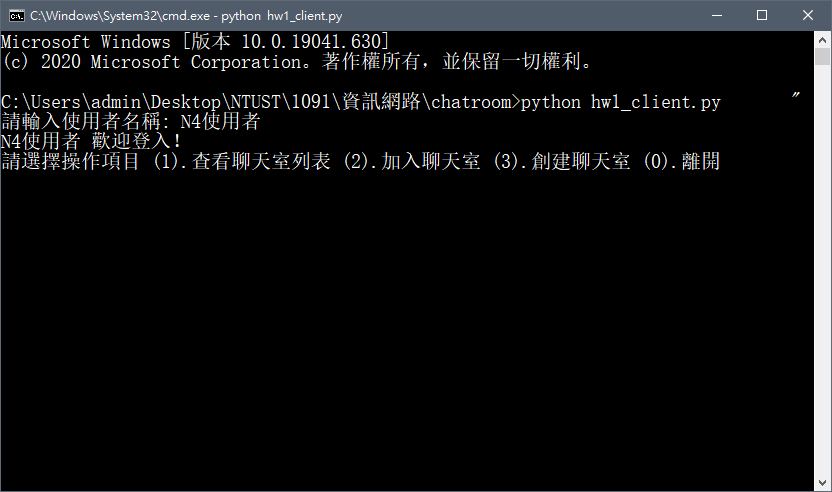 C:\Windows\System32\cmd.exe - python  hw1_client.py
Microsoft Windows [版本 10.0.19041.630]
(c) 2020 Microsoft Corporation。著作權所有，並保留一切權利。
C:\Users\admin\Desktop\NTUST\1091\資訊網路\chatroom>python hw1_client.py       "
請輸入使用者名稱: N4使用者
N4使用者 歡迎登入!
請選擇操作項目 (1).查看聊天室列表 (2).加入聊天室 (3).創建聊天室 (0).離開